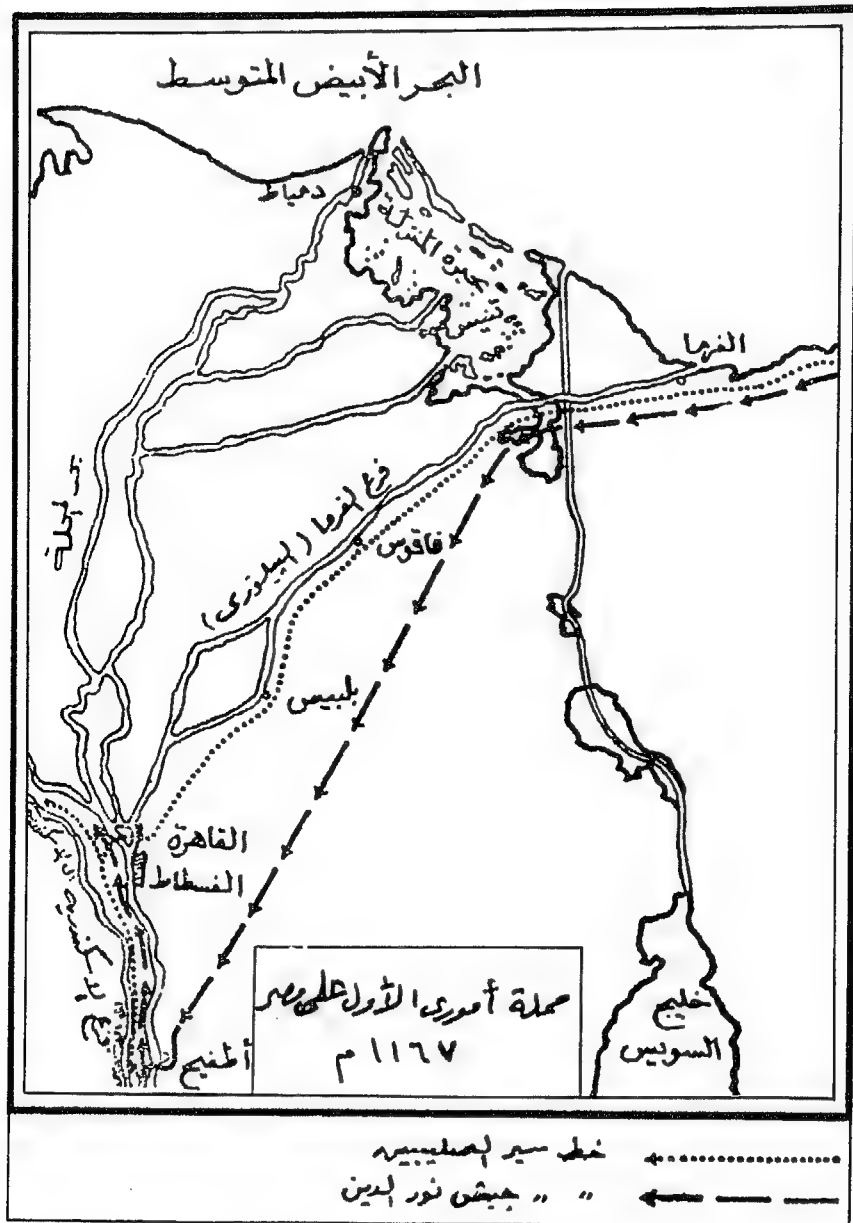 البحر الأبيض المتوسط
دمياط
بحيرة المنزلة
تنيس
الفرما
فرع الفرما (البيلوزى)
فاقوس
بلبيس
القاهرة
الفسطاط
أطفيح
خليج
السويس
حملة أمورى الأول على مصر
١١٦٧ م
خط سير الصليبيين
〃 〃 جيش نور الدين